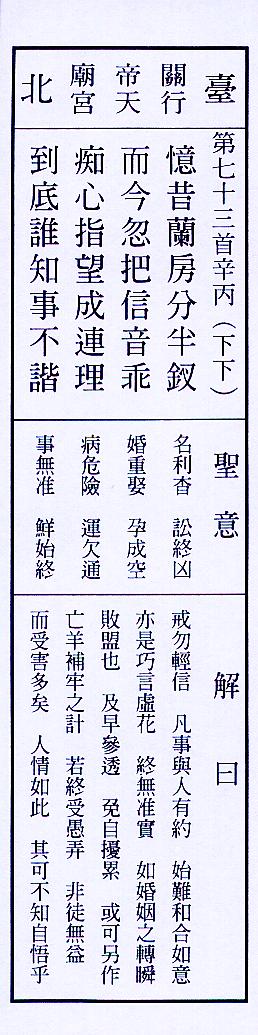 臺
北
關行
帝天
廟宮
第七十三首辛丙(下下)
憶昔蘭房分半釵
而今忽把信音乖
痴心指望成連理
到底誰知事不諧
聖意
名利杳 訟終凶
婚重娶 孕成空
病危險 運欠通
事無准 鮮始終
解曰
戒勿輕信 凡事與人有約 始難和合如意
亦是巧言虛花 終無准實 如婚姻之轉瞬
敗盟也 及早參透 免自擾累 或可另作
亡羊補牢之計 若終受愚弄 非徒無益
而受害多矣 人情如此 其可不知自悟乎